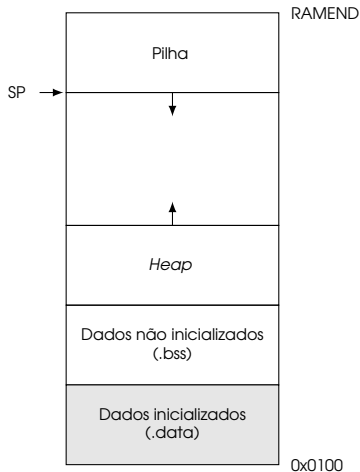 RAMEND
Pilha
SP
Heap
Dados não inicializados
(.bss)
Dados inicializados
(.data)
0x0100